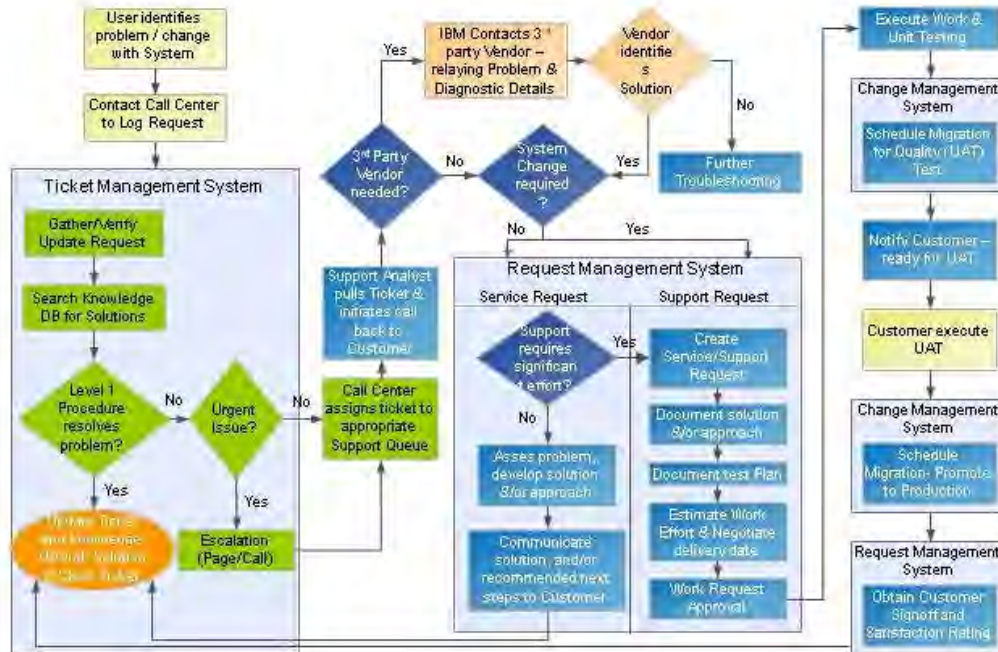 User identifies
problem / change
with System
Contact Call Center
to Log Request
Ticket Management System
Gather/Verify
Update Request
Search Knowledge
DB for Solutions
Level 1
Procedure
resolves
problem?
No
Yes
Urgent
Issue?
No
Yes
Escalation
(Page/Call)
Call Center
assigns ticket to
appropriate
Support Queue
Support Analyst
pulls Ticket &
initiates call
back to
Customer
3rd Party
Vendor
needed?
Yes
No
IBM Contacts 3rd
party Vendor –
relaying Problem &
Diagnostic Details
Vendor
identifie
s
Solution
No
Yes
Further
Troubleshooting
System
Change
required
?
No
Yes
Request Management System
Service Request
Support Request
Support
requires
significan
t effort?
Yes
No
Asses problem,
develop solution
&/or approach
Communicate
solution, and/or
recommended next
steps to Customer
Create
Service/Support
Request
Document solution
&/or approach
Document test Plan
Estimate Work
Effort & Negotiate
delivery date
Work Request
Approval
Execute Work &
Unit Testing
Change Management
System
Schedule Migration
for Quality (UAT)
Test
Notify Customer –
ready for UAT
Customer execute
UAT
Change Management
System
Schedule
Migration- Promote
to Production
Request Management
System
Obtain Customer
Signoff and
Satisfaction Rating